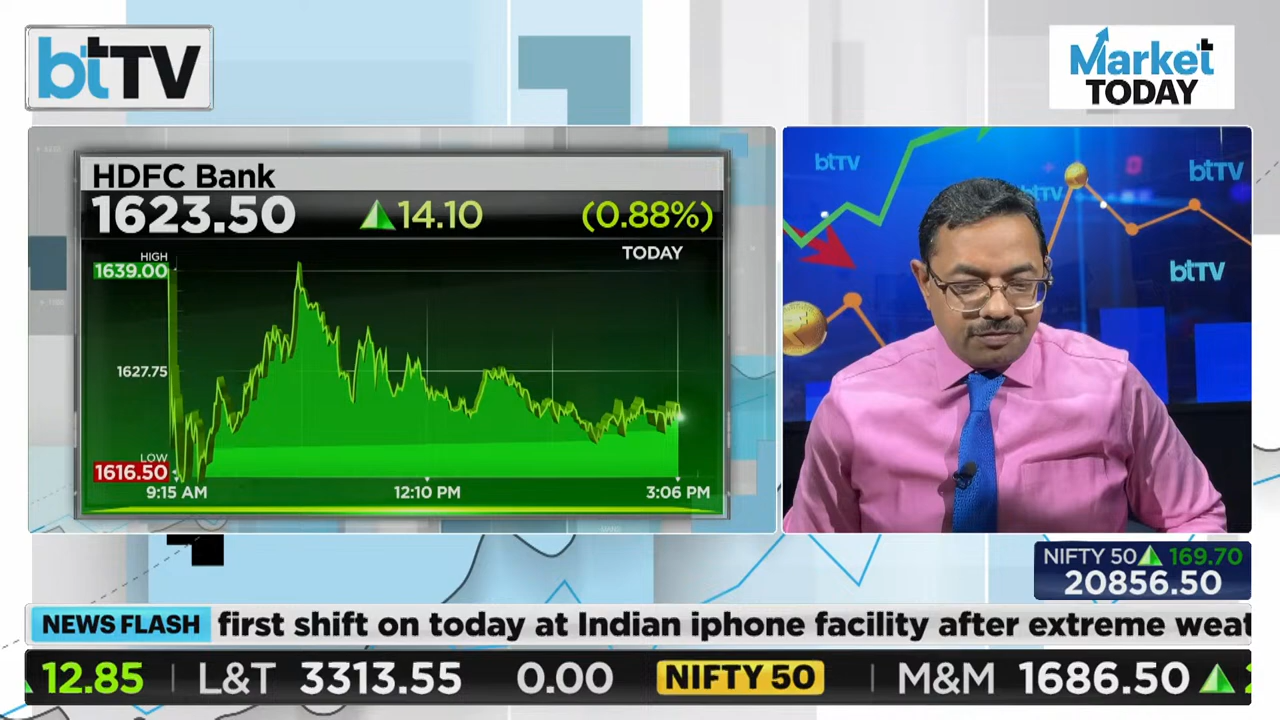 btTV
Market
TODAY
HDFC Bank
1623.50 14.10 (0.88%)
TODAY
HIGH
1639.00
1627.75
LOW
1616.50
9:15 AM 12:10 PM 3:06 PM
btTV
btTV
btTV
btTV
NIFTY 50 169.70
20856.50
NEWS FLASH first shift on today at Indian iphone facility after extreme weat
12.85 L&T 3313.55 0.00 NIFTY 50 M&M 1686.50